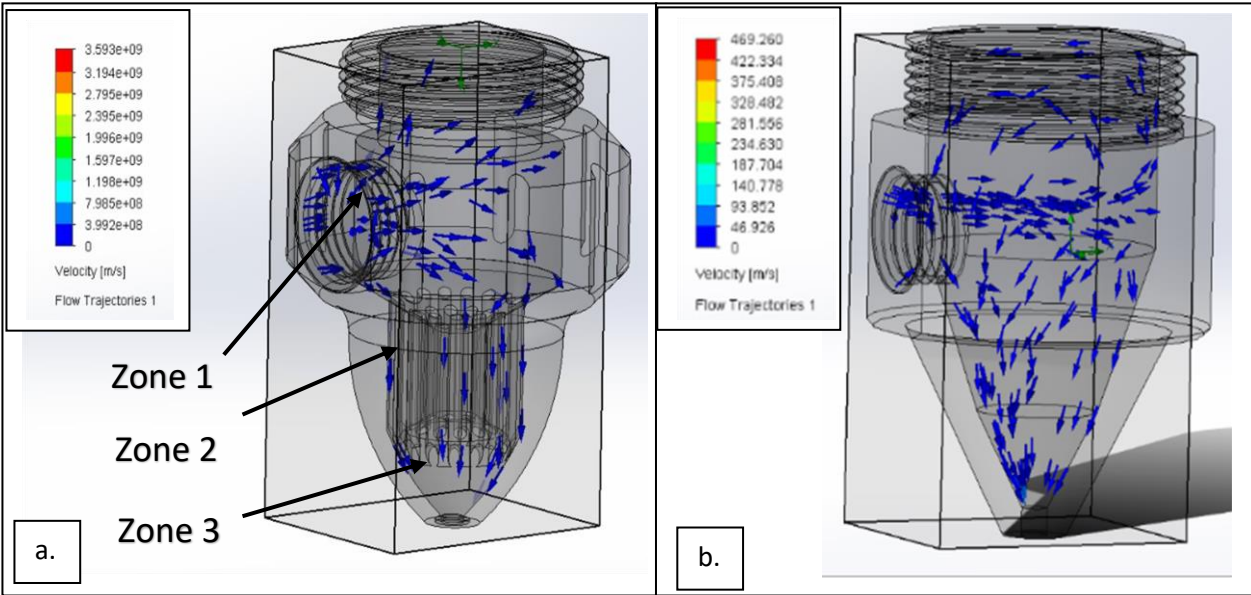 3.593e+09
3.194e+09
2.795e+09
2.395e+09
1.996e+09
1.597e+09
1.198e+09
7.985e+08
3.992e+08
0
Velocity [m/s]
Flow Trajectories 1
Zone 1
Zone 2
Zone 3
a.
469.260
422.334
375.408
328.482
281.556
234.630
187.704
140.778
93.852
46.926
0
Velocity [m/s]
Flow Trajectories 1
b.